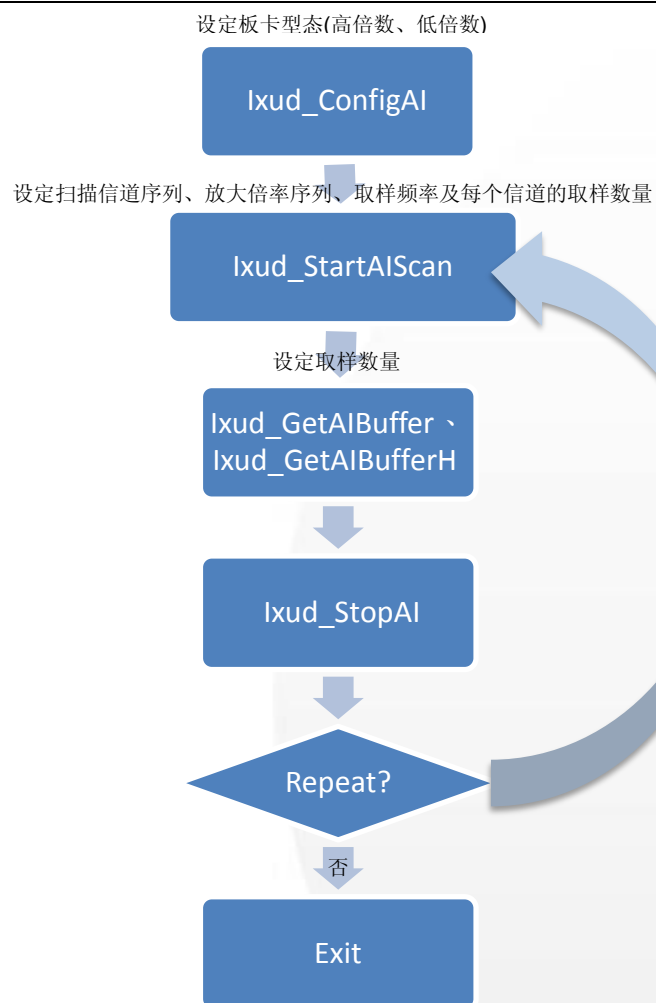 设定板卡型态(高倍数、低倍数)
Ixud_ConfigAI
设定扫描信道序列、放大倍率序列、取样频率及每个信道的取样数量
Ixud_StartAIScan
设定取样数量
Ixud_GetAIBuffer、
Ixud_GetAIBufferH
Ixud_StopAI
Repeat?
否
Exit